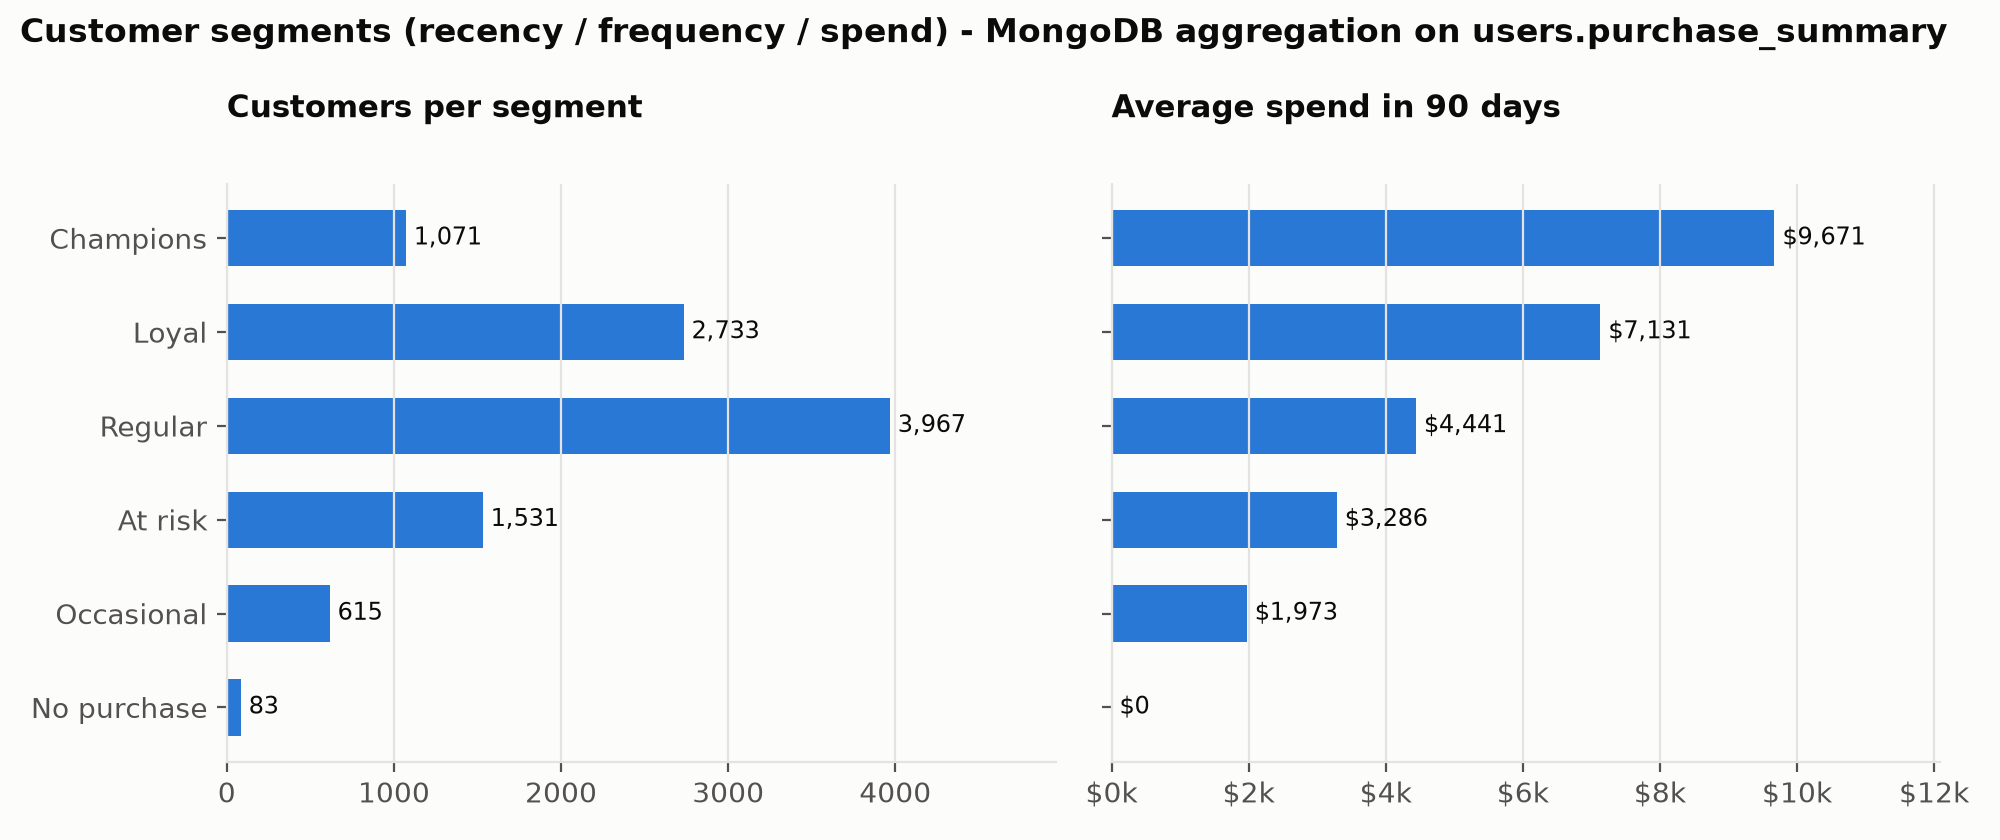 Customer segments (recency / frequency / spend) - MongoDB aggregation on users.purchase_summary
Customers per segment
Champions
1,071
Loyal
2,733
Regular
3,967
At risk
1,531
Occasional
615
No purchase
83
0
1000
2000
3000
4000
Average spend in 90 days
$9,671
$7,131
$4,441
$3,286
$1,973
$0
$0k
$2k
$4k
$6k
$8k
$10k
$12k